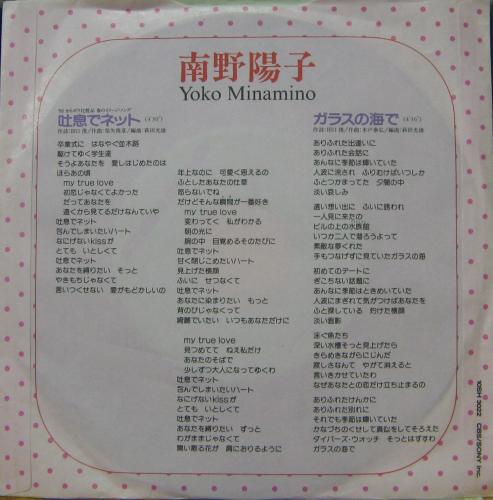 南野陽子
Yoko Minamino
吐息でネット
卒業式に はなやぐ並木路
駆けてゆく学生達
そうよあなたを 愛しはじめたのは
ほらあの頃
my true love
初恋じゃなくてよかった
だってあなたを
遠くから見てるだけなんていや
吐息でネット
包んでしまいたいハート
なにげないkissが
とても いとしくて
吐息でネット
あなたを縛りたい そっと
やきもちじゃなくて
言いつくせない 愛がもどかしいの
年上なのに 可愛く思えるの
ふとしたあなたの仕草
怒らないでね
だけどそんな瞬間が一番好き
my true love
変わってく 私がわかる
朝の光に
腕の中 目覚めるそのたびに
吐息でネット
甘く閉じこめたいハート
見上げた横顔
ふいに せつなくて
吐息でネット
あなたに染まりたい もっと
背のびじゃなくって
綺麗でいたい いつもあなただけに
my true love
見つめてて ねえ私だけ
あなたのそばで
少しずつ大人になってゆくわ
吐息でネット
包んでしまいたいハート
なにげないkissが
とても いとしくて
吐息でネット
あなたを縛りたい ずっと
わがままじゃなくて
舞い散る花が 肩におりるように
ガラスの海で
ありふれた出逢いに
ありふれた会話に
あんなに季節は輝いていた
人波に流され ふりむけばいつしか
ふとつかまってた 夕闇の中
淡い哀しみ
遠い想い出に ふいに誘われ
一人見に来たの
ビルの上の水族館
いつか二人で潜ろうよって
素敵な夢くれた
手もつなげずに見ていたガラスの海
初めてのデートに
ぎこちない話題に
あんなに季節はときめいていた
人波にまぎれて気がつけばあなたを
ふと探している 灼けた横顔
淡い面影
泳ぐ魚たち
深い水槽そっと見上げたら
きらめきながらにじんだ
寂しさなんて やがて消えると
言いきかせていたわ
なぜあなたとの恋だけ立ち止まるの
ありふれたけんかに
ありふれた別れに
それでも季節は輝いていた
かなづちのくせして真似をしてそろえた
ダイバーズ・ウォッチ そっとはずすわ
ガラスの海で
10SH 3022 CBS/SONY Inc.